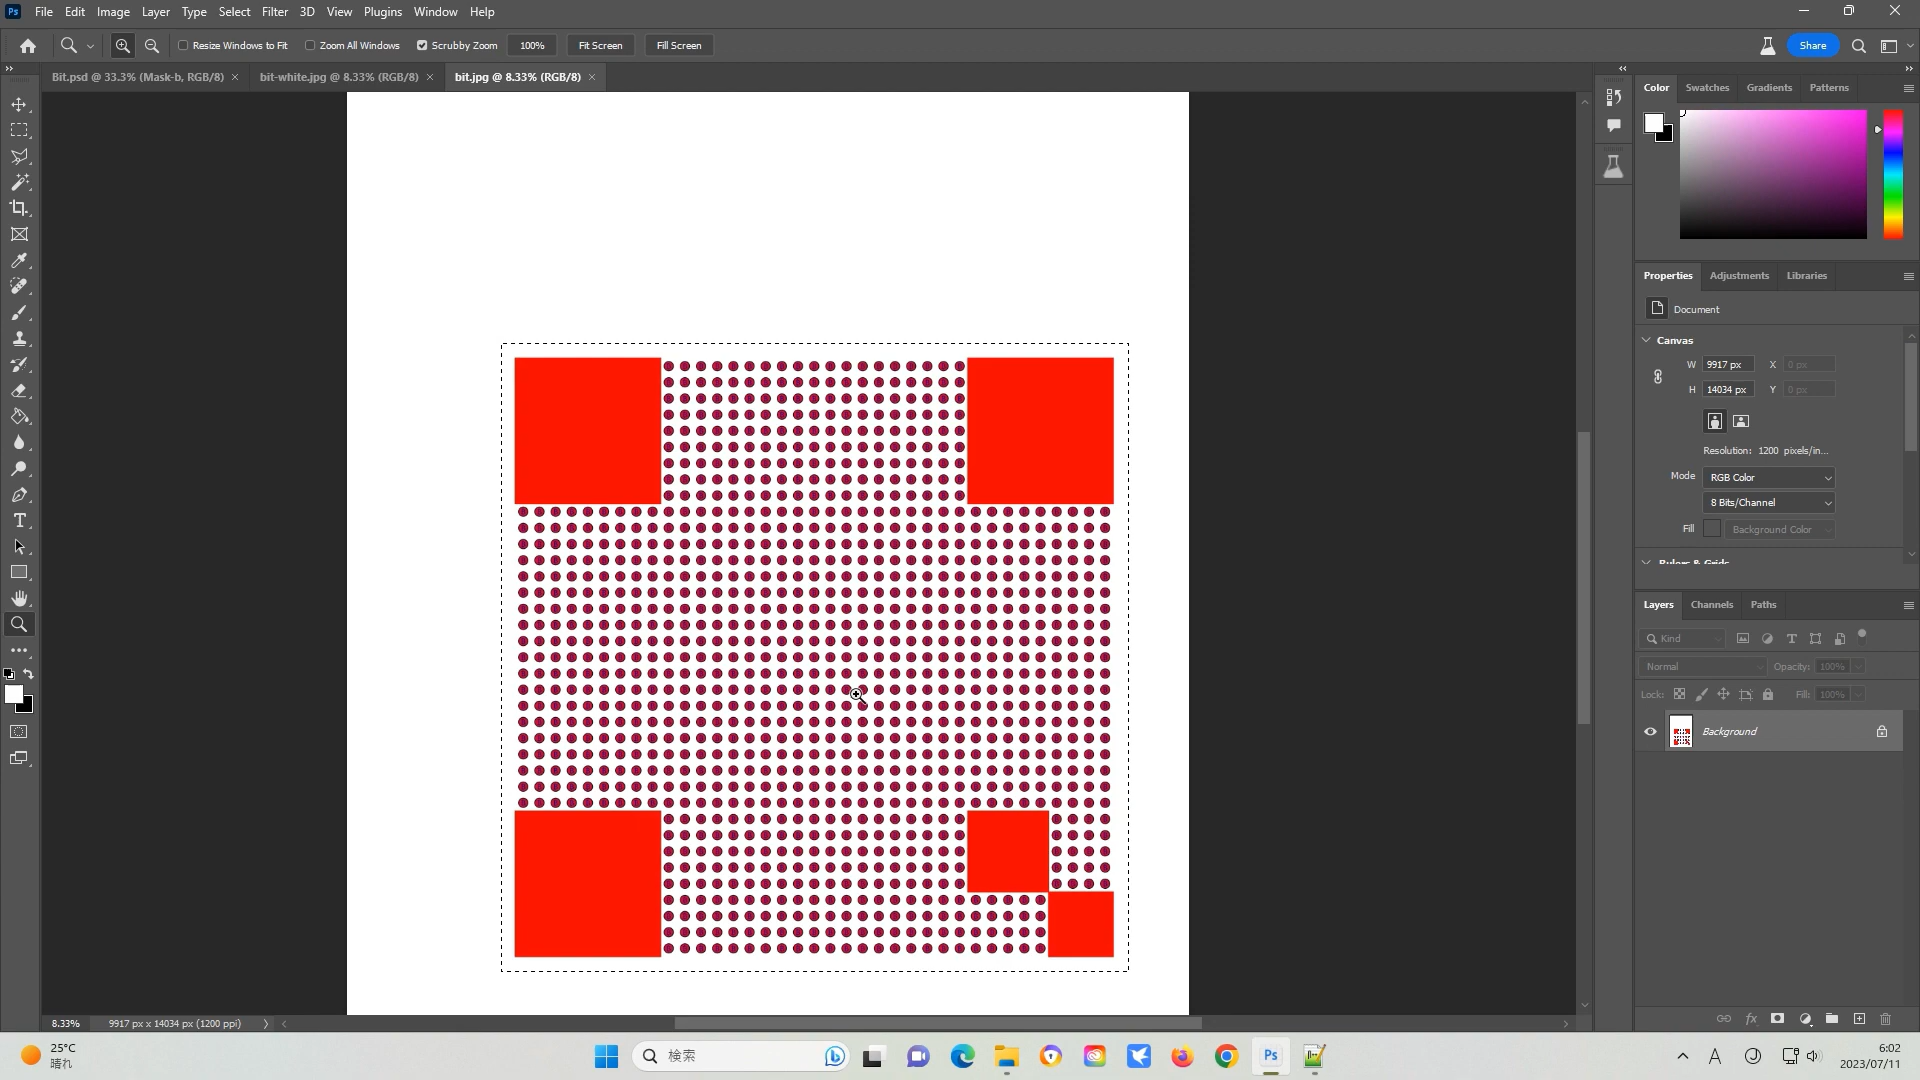 Ps File Edit Image Layer Type Select Filter 3D View Plugins Window Help
Resize Windows to Fit Zoom All Windows Scrubby Zoom 100% Fit Screen Fill Screen Share
Bit.psd @ 33.3% (Mask-b, RGB/8) × bit-white.jpg @ 8.33% (RGB/8) × bit.jpg @ 8.33% (RGB/8) ×
Color Swatches Gradients Patterns
Properties Adjustments Libraries
Document
Canvas
W 9917 px X 0 px
H 14034 px Y 0 px
Resolution: 1200 pixels/in...
Mode RGB Color
8 Bits/Channel
Fill Background Color
Rulers & Grids
Layers Channels Paths
Kind
Normal Opacity: 100%
Lock: Fill: 100%
Background
8.33% 9917 px x 14034 px (1200 ppi)
25°C
晴れ
検索
Ps
A
6:02
2023/07/11